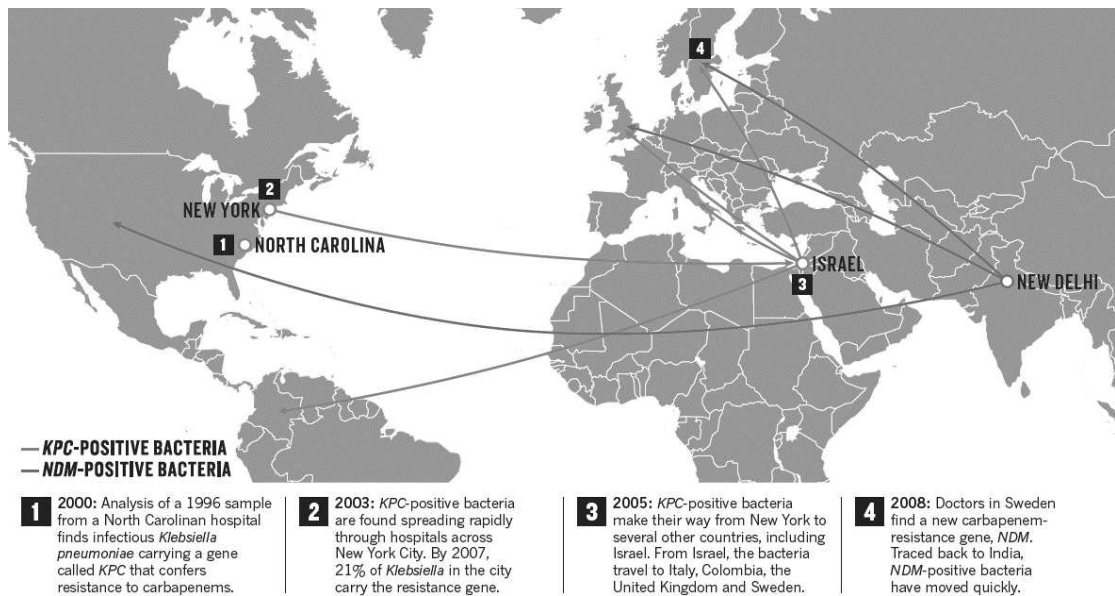 4
2
NEW YORK
1 NORTH CAROLINA
ISRAEL
3
NEW DELHI
KPC-POSITIVE BACTERIA
NDM-POSITIVE BACTERIA
1
2000: Analysis of a 1996 sample
from a North Carolinan hospital
finds infectious Klebsiella
pneumoniae carrying a gene
called KPC that confers
resistance to carbapenems.
2
2003: KPC-positive bacteria
are found spreading rapidly
through hospitals across
New York City. By 2007,
21% of Klebsiella in the city
carry the resistance gene.
3
2005: KPC-positive bacteria
make their way from New York to
several other countries, including
Israel. From Israel, the bacteria
travel to Italy, Colombia, the
United Kingdom and Sweden.
4
2008: Doctors in Sweden
find a new carbapenem-
resistance gene, NDM.
Traced back to India,
NDM-positive bacteria
have moved quickly.